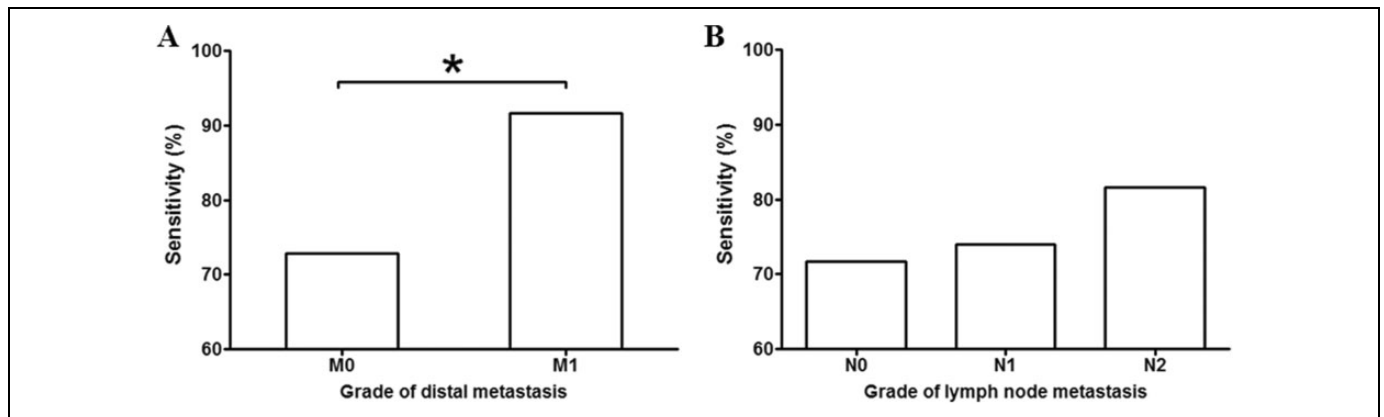 A
*
Sensitivity (%)
100
90
80
70
60
M0 M1
Grade of distal metastasis
B
Sensitivity (%)
100
90
80
70
60
N0 N1 N2
Grade of lymph node metastasis